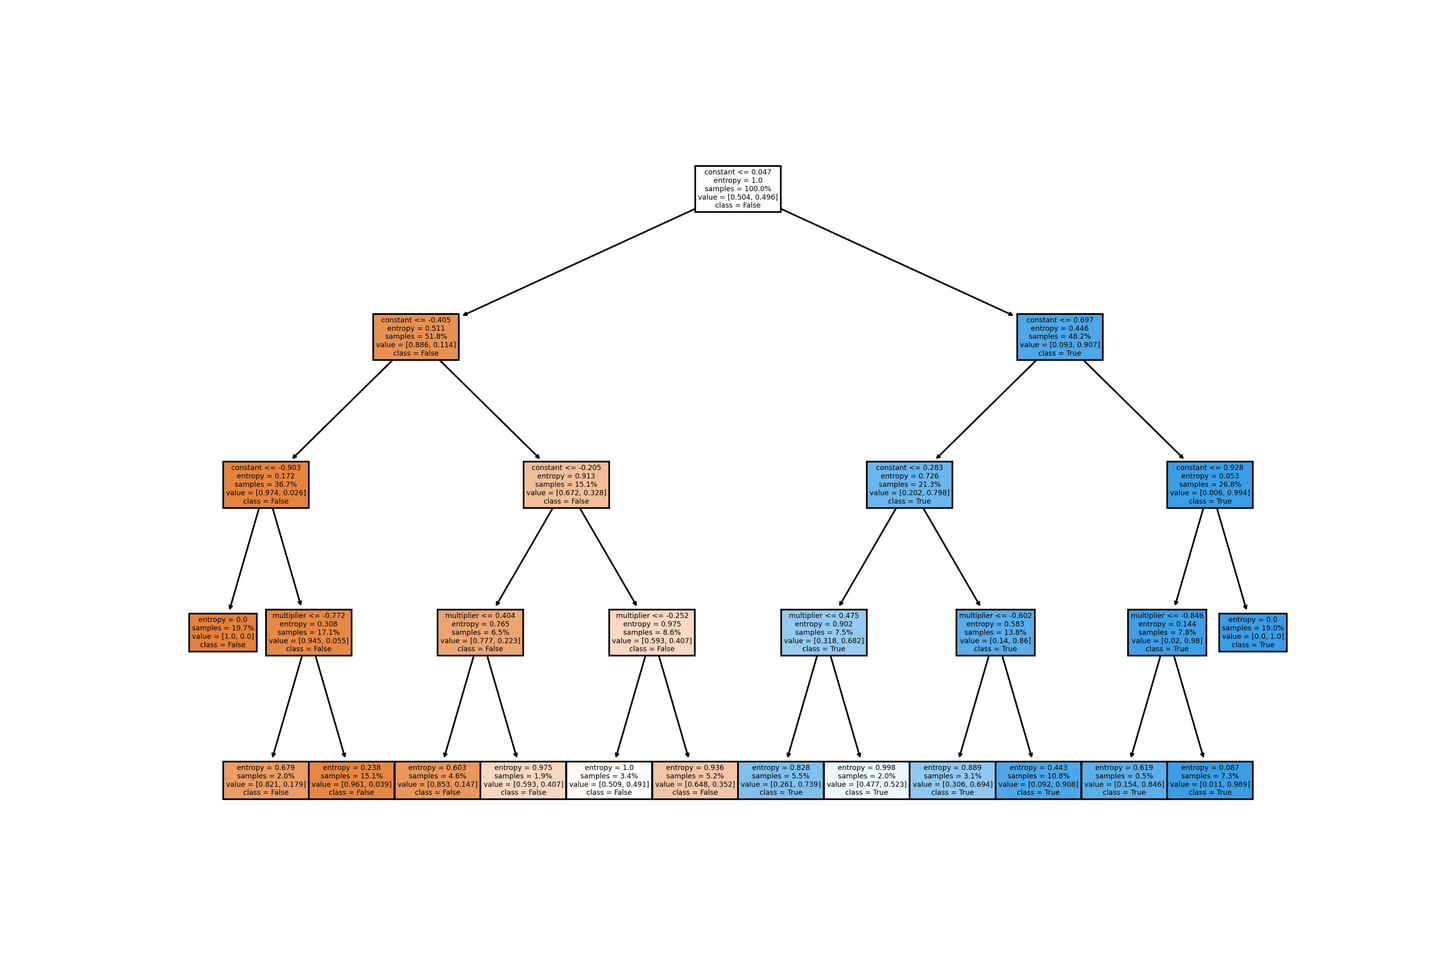 constant <= 0.047
entropy = 1.0
samples = 100.0%
value = [0.504, 0.496]
class = False
constant <= -0.405
entropy = 0.511
samples = 51.8%
value = [0.886, 0.114]
class = False
constant <= 0.697
entropy = 0.446
samples = 48.2%
value = [0.093, 0.907]
class = True
constant <= -0.903
entropy = 0.172
samples = 36.7%
value = [0.974, 0.026]
class = False
constant <= -0.205
entropy = 0.913
samples = 15.1%
value = [0.672, 0.328]
class = False
constant <= 0.283
entropy = 0.726
samples = 21.3%
value = [0.202, 0.798]
class = True
constant <= 0.928
entropy = 0.053
samples = 26.8%
value = [0.006, 0.994]
class = True
entropy = 0.0
samples = 19.7%
value = [1.0, 0.0]
class = False
multiplier <= -0.772
entropy = 0.308
samples = 17.1%
value = [0.945, 0.055]
class = False
multiplier <= 0.404
entropy = 0.765
samples = 6.5%
value = [0.777, 0.223]
class = False
multiplier <= -0.252
entropy = 0.975
samples = 8.6%
value = [0.593, 0.407]
class = False
multiplier <= 0.475
entropy = 0.902
samples = 7.5%
value = [0.318, 0.682]
class = True
multiplier <= -0.602
entropy = 0.583
samples = 13.8%
value = [0.14, 0.86]
class = True
multiplier <= -0.846
entropy = 0.144
samples = 7.8%
value = [0.02, 0.98]
class = True
entropy = 0.0
samples = 19.0%
value = [0.0, 1.0]
class = True
entropy = 0.679
samples = 2.0%
value = [0.821, 0.179]
class = False
entropy = 0.238
samples = 15.1%
value = [0.961, 0.039]
class = False
entropy = 0.603
samples = 4.6%
value = [0.853, 0.147]
class = False
entropy = 0.975
samples = 1.9%
value = [0.593, 0.407]
class = False
entropy = 1.0
samples = 3.4%
value = [0.509, 0.491]
class = False
entropy = 0.936
samples = 5.2%
value = [0.648, 0.352]
class = False
entropy = 0.828
samples = 5.5%
value = [0.261, 0.739]
class = True
entropy = 0.998
samples = 2.0%
value = [0.477, 0.523]
class = True
entropy = 0.889
samples = 3.1%
value = [0.306, 0.694]
class = True
entropy = 0.443
samples = 10.8%
value = [0.092, 0.908]
class = True
entropy = 0.619
samples = 0.5%
value = [0.154, 0.846]
class = True
entropy = 0.087
samples = 7.3%
value = [0.011, 0.989]
class = True